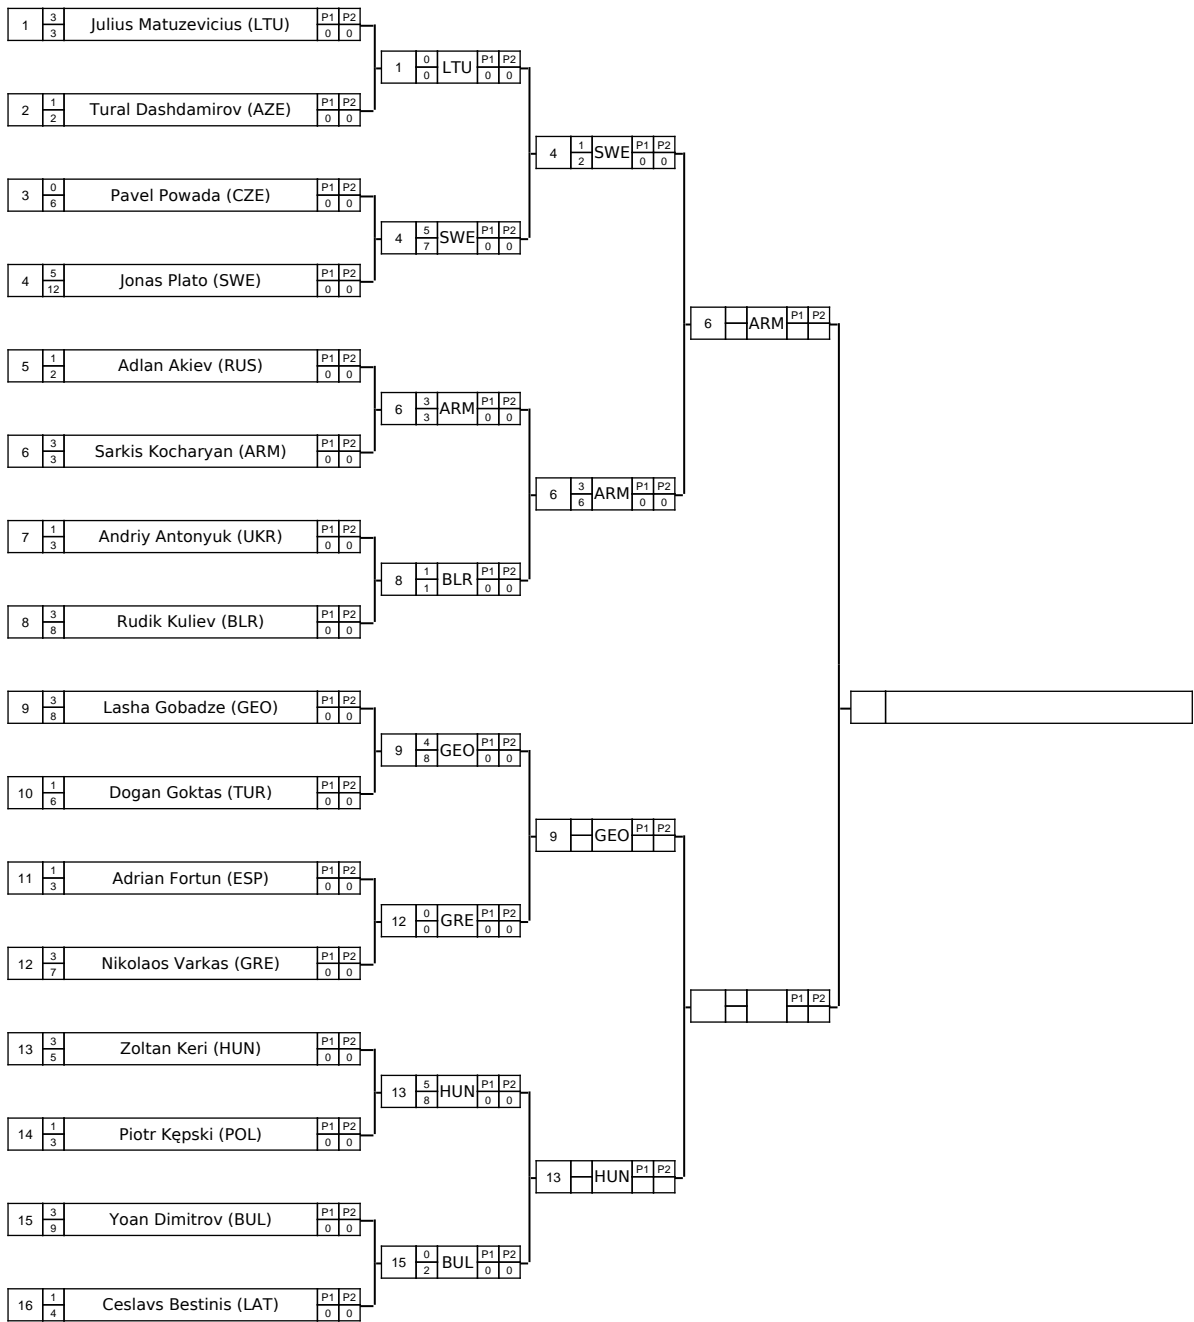 1 3 3 Julius Matuzevicius (LTU) P1 P2 0 0
1 0 0 LTU P1 P2 0 0
2 1 2 Tural Dashdamirov (AZE) P1 P2 0 0
4 1 2 SWE P1 P2 0 0
3 0 6 Pavel Powada (CZE) P1 P2 0 0
4 5 7 SWE P1 P2 0 0
4 5 12 Jonas Plato (SWE) P1 P2 0 0
6 ARM P1 P2
5 1 2 Adlan Akiev (RUS) P1 P2 0 0
6 3 3 ARM P1 P2 0 0
6 3 3 Sarkis Kocharyan (ARM) P1 P2 0 0
6 3 6 ARM P1 P2 0 0
7 1 3 Andriy Antonyuk (UKR) P1 P2 0 0
8 1 1 BLR P1 P2 0 0
8 3 8 Rudik Kuliev (BLR) P1 P2 0 0
9 3 8 Lasha Gobadze (GEO) P1 P2 0 0
9 4 8 GEO P1 P2 0 0
10 1 6 Dogan Goktas (TUR) P1 P2 0 0
9 GEO P1 P2
11 1 3 Adrian Fortun (ESP) P1 P2 0 0
12 0 0 GRE P1 P2 0 0
12 3 7 Nikolaos Varkas (GRE) P1 P2 0 0
P1 P2
13 3 5 Zoltan Keri (HUN) P1 P2 0 0
13 5 8 HUN P1 P2 0 0
14 1 3 Piotr Kępski (POL) P1 P2 0 0
13 HUN P1 P2
15 3 9 Yoan Dimitrov (BUL) P1 P2 0 0
15 0 2 BUL P1 P2 0 0
16 1 4 Ceslavs Bestinis (LAT) P1 P2 0 0